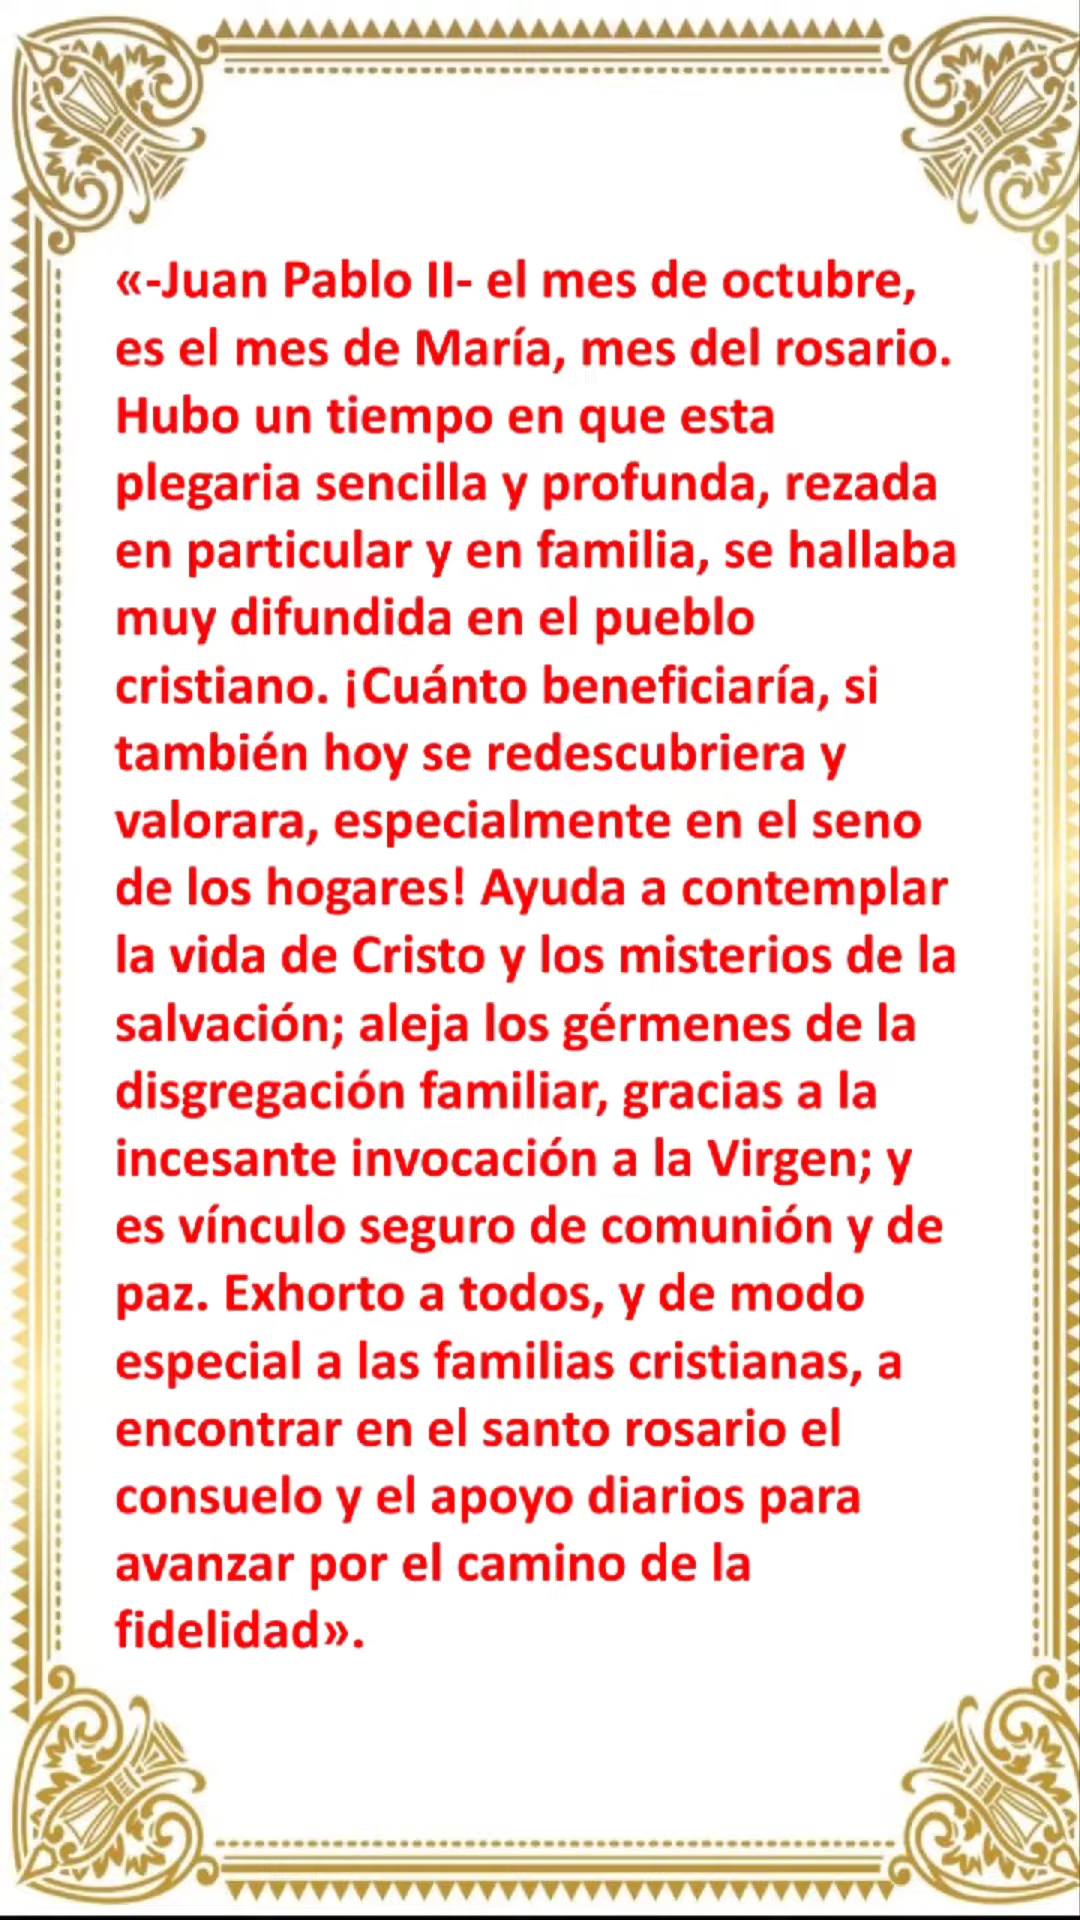 «-Juan Pablo II- el mes de octubre,
es el mes de María, mes del rosario.
Hubo un tiempo en que esta
plegaria sencilla y profunda, rezada
en particular y en familia, se hallaba
muy difundida en el pueblo
cristiano. ¡Cuánto beneficiaría, si
también hoy se redescubriera y
valorara, especialmente en el seno
de los hogares! Ayuda a contemplar
la vida de Cristo y los misterios de la
salvación; aleja los gérmenes de la
disgregación familiar, gracias a la
incesante invocación a la Virgen; y
es vínculo seguro de comunión y de
paz. Exhorto a todos, y de modo
especial a las familias cristianas, a
encontrar en el santo rosario el
consuelo y el apoyo diarios para
avanzar por el camino de la
fidelidad».